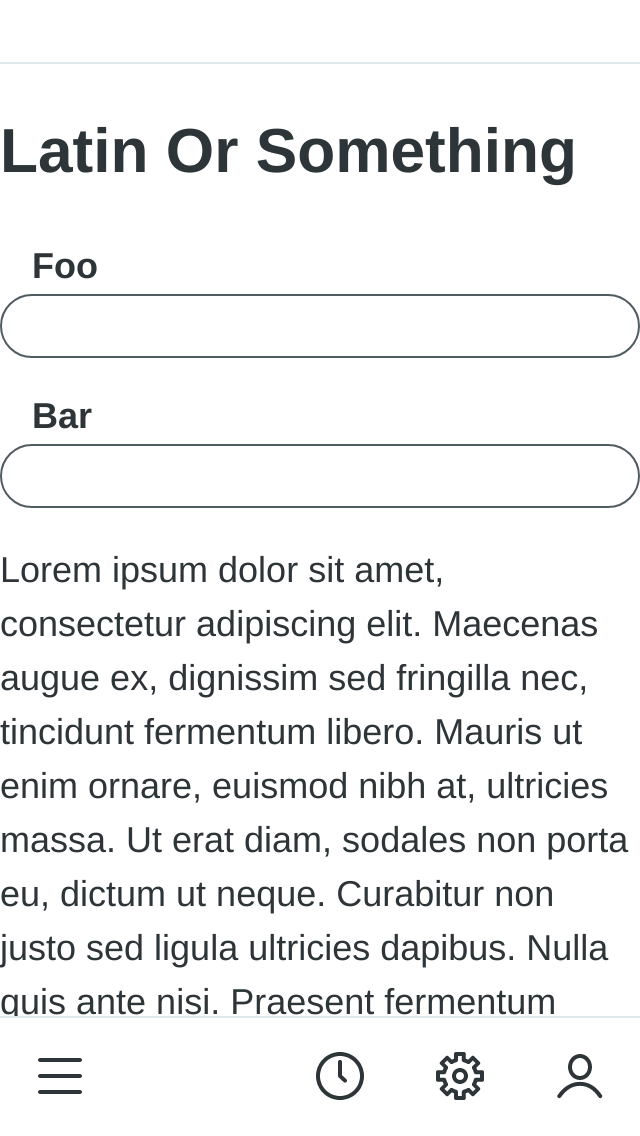 Latin Or Something
Foo
Bar
Lorem ipsum dolor sit amet,
consectetur adipiscing elit. Maecenas
augue ex, dignissim sed fringilla nec,
tincidunt fermentum libero. Mauris ut
enim ornare, euismod nibh at, ultricies
massa. Ut erat diam, sodales non porta
eu, dictum ut neque. Curabitur non
justo sed ligula ultricies dapibus. Nulla
quis ante nisi. Praesent fermentum